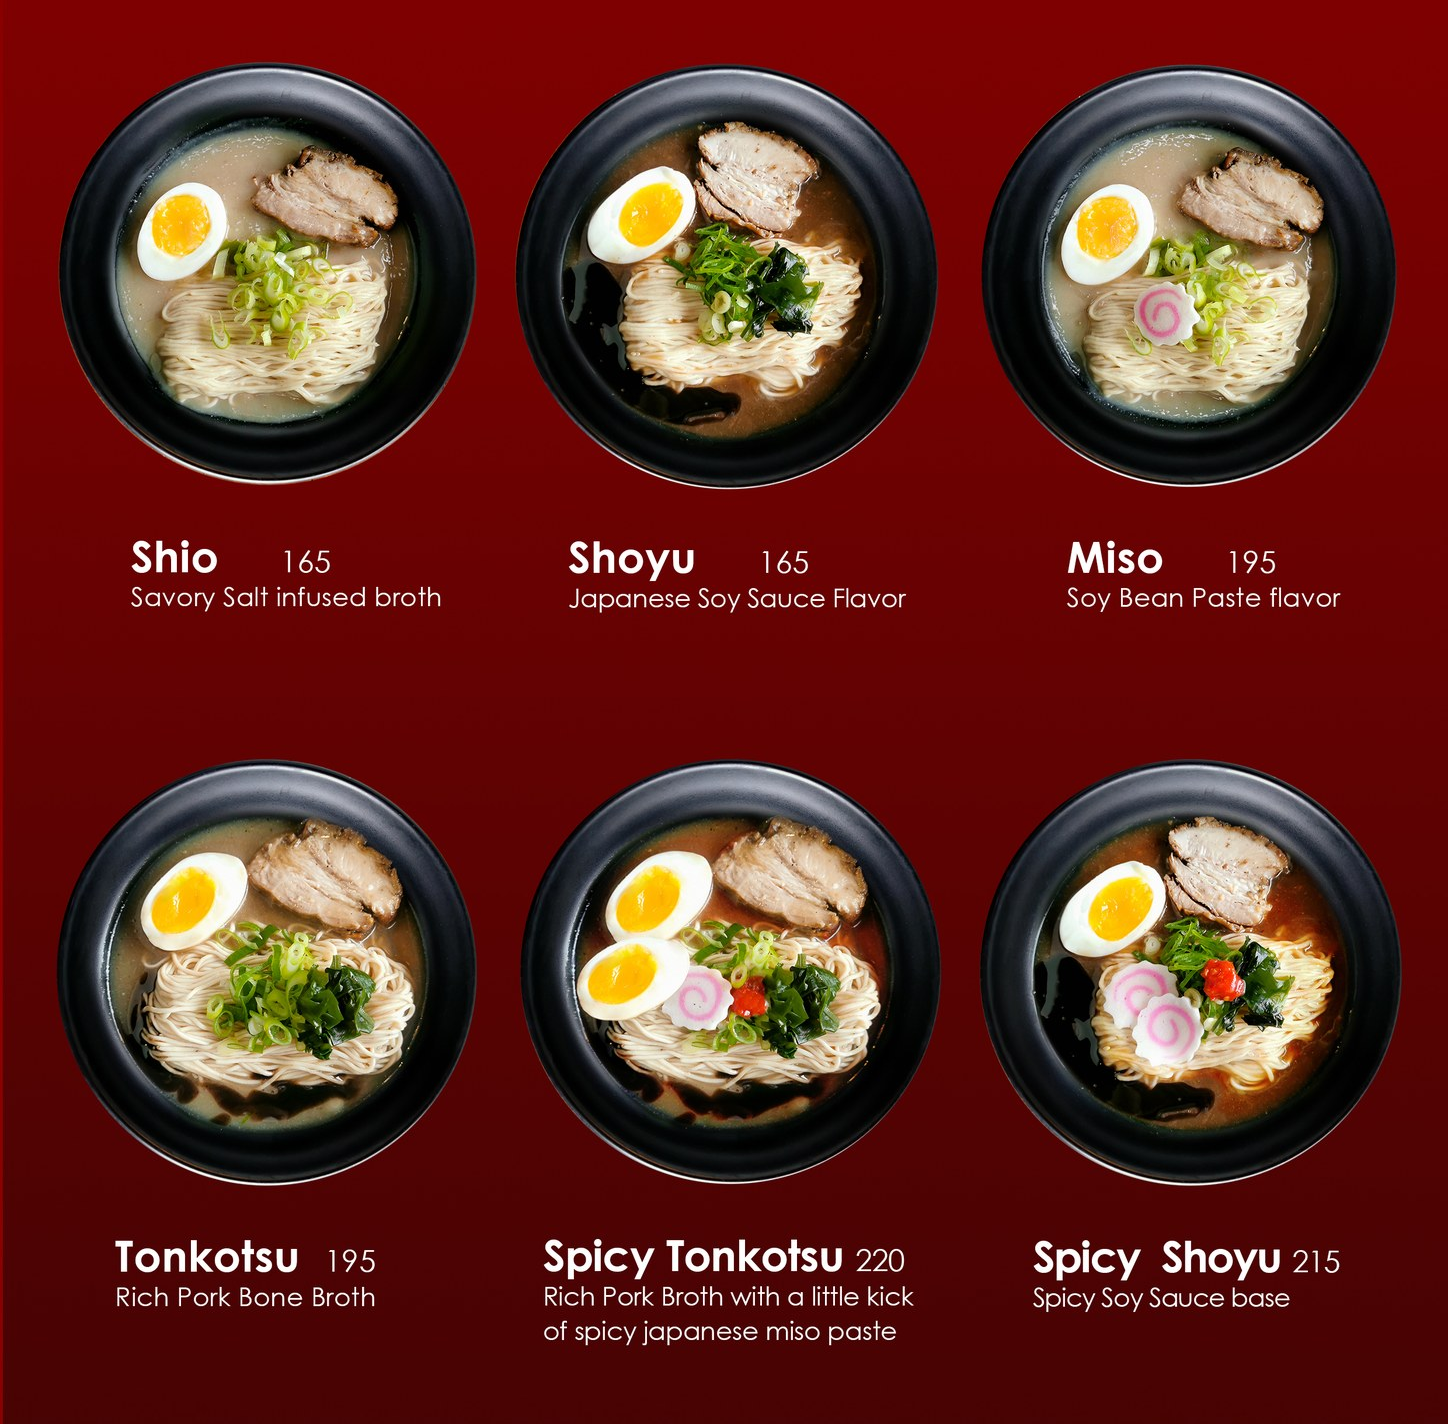 Shio 165
Savory Salt infused broth
Shoyu 165
Japanese Soy Sauce Flavor
Miso 195
Soy Bean Paste flavor
Tonkotsu 195
Rich Pork Bone Broth
Spicy Tonkotsu 220
Rich Pork Broth with a little kick
of spicy japanese miso paste
Spicy Shoyu 215
Spicy Soy Sauce base